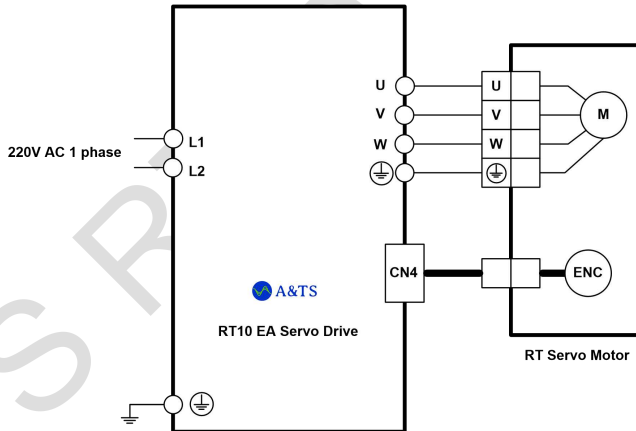 U
V
W
220V AC 1 phase
L1
L2
U
V
W
M
CN4
ENC
A&TS
RT10 EA Servo Drive
RT Servo Motor